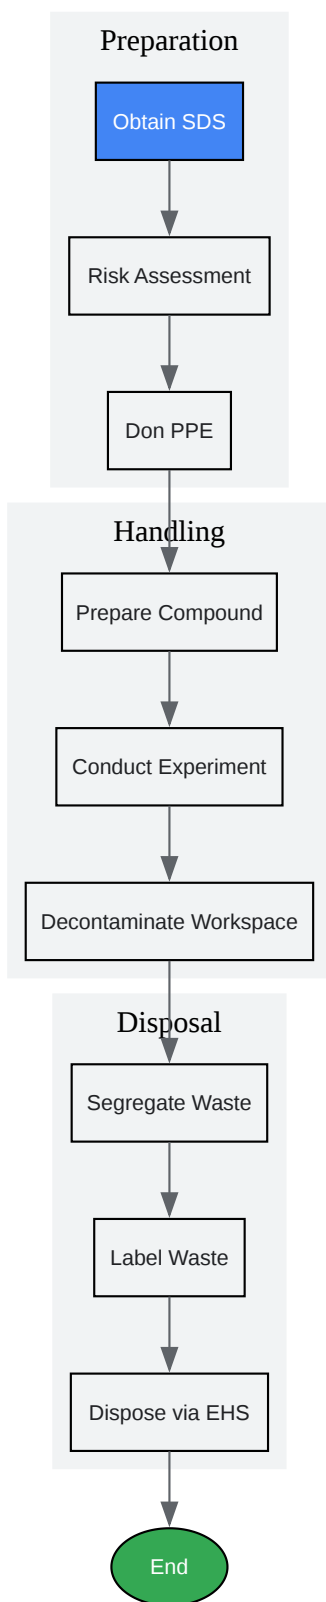 Preparation
Obtain SDS
Risk Assessment
Don PPE
Handling
Prepare Compound
Conduct Experiment
Decontaminate Workspace
Disposal
Segregate Waste
Label Waste
Dispose via EHS
End